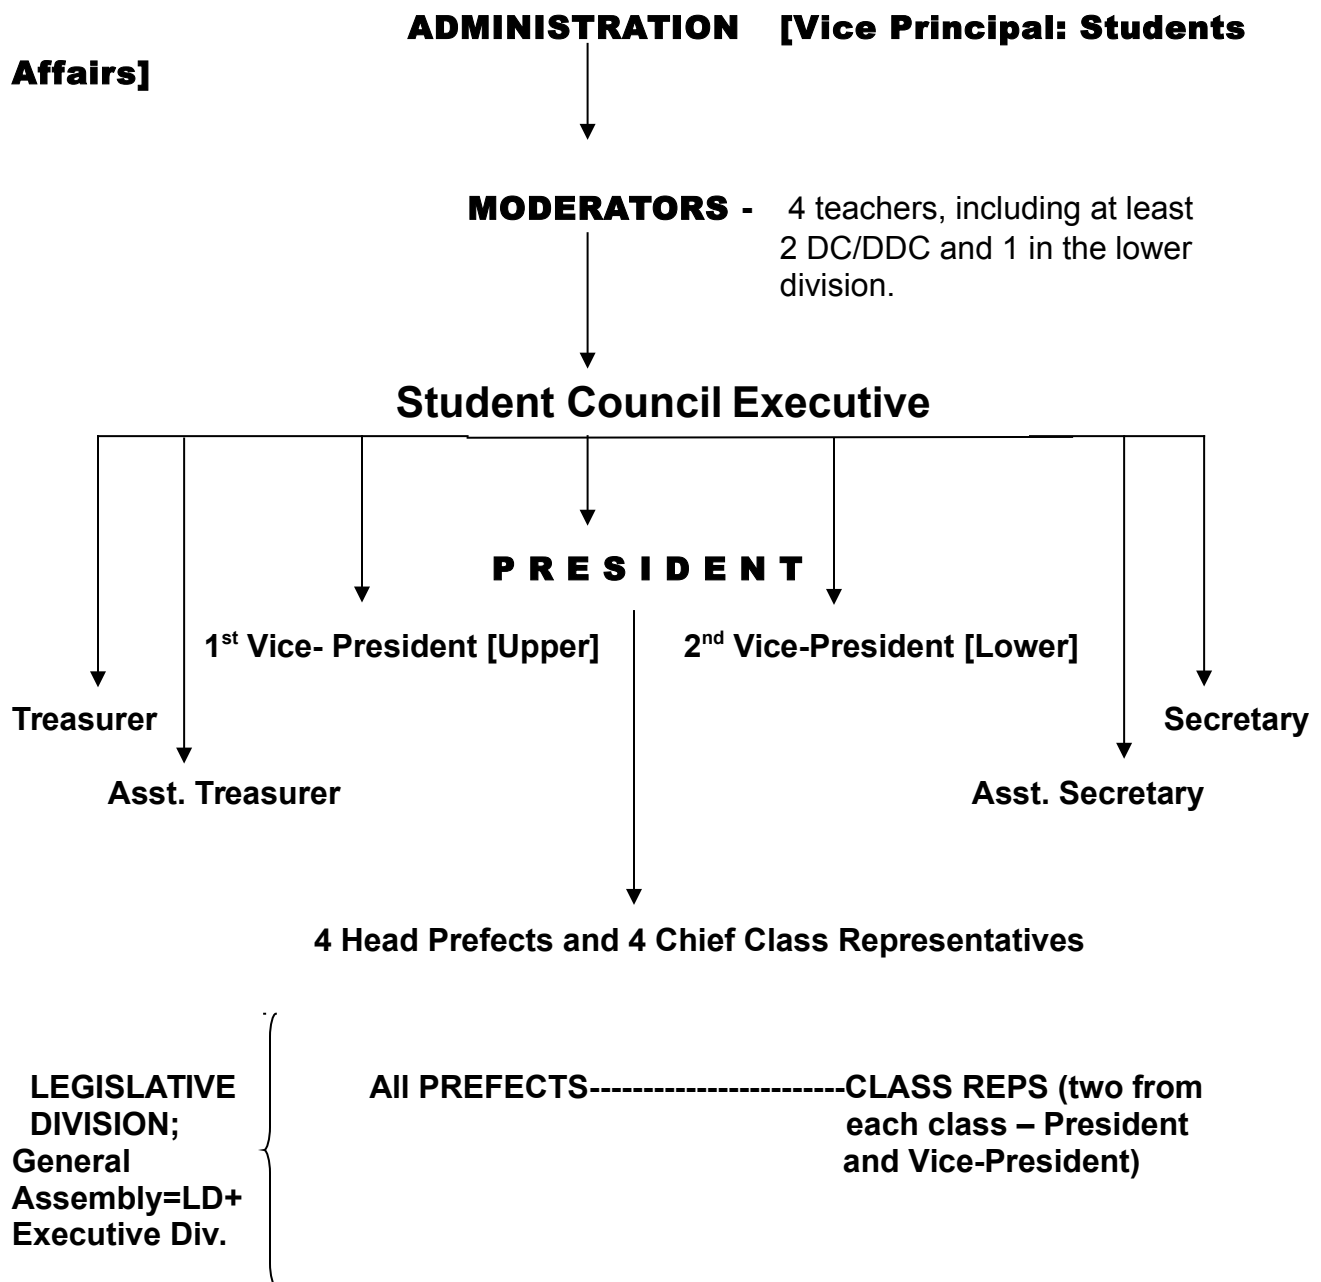 ADMINISTRATION [Vice Principal: Students
Affairs]
MODERATORS - 4 teachers, including at least
2 DC/DDC and 1 in the lower
division.
Student Council Executive
PRESIDENT
1st Vice- President [Upper] 2nd Vice-President [Lower]
Treasurer Secretary
Asst. Treasurer Asst. Secretary
4 Head Prefects and 4 Chief Class Representatives
LEGISLATIVE All PREFECTS------------------------CLASS REPS (two from
DIVISION; each class – President
General and Vice-President)
Assembly=LD+
Executive Div.